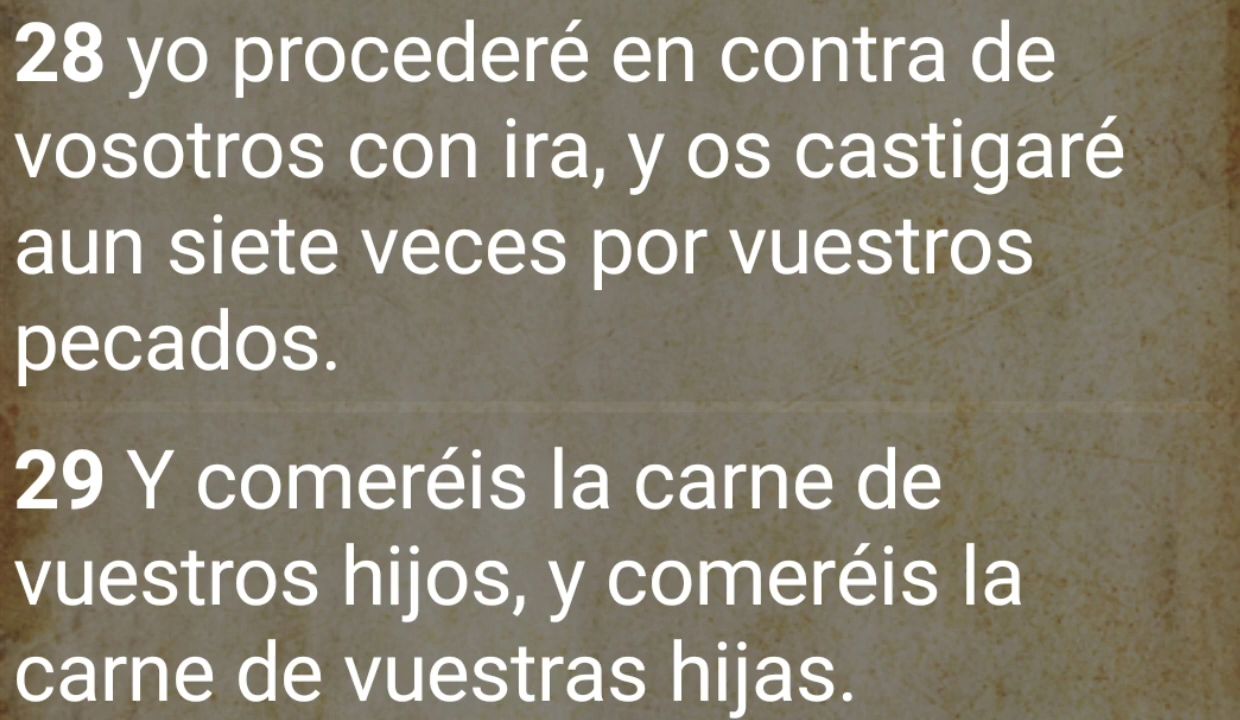 28 yo procederé en contra de
vosotros con ira, y os castigaré
aun siete veces por vuestros
pecados.
29 Y comeréis la carne de
vuestros hijos, y comeréis la
carne de vuestras hijas.